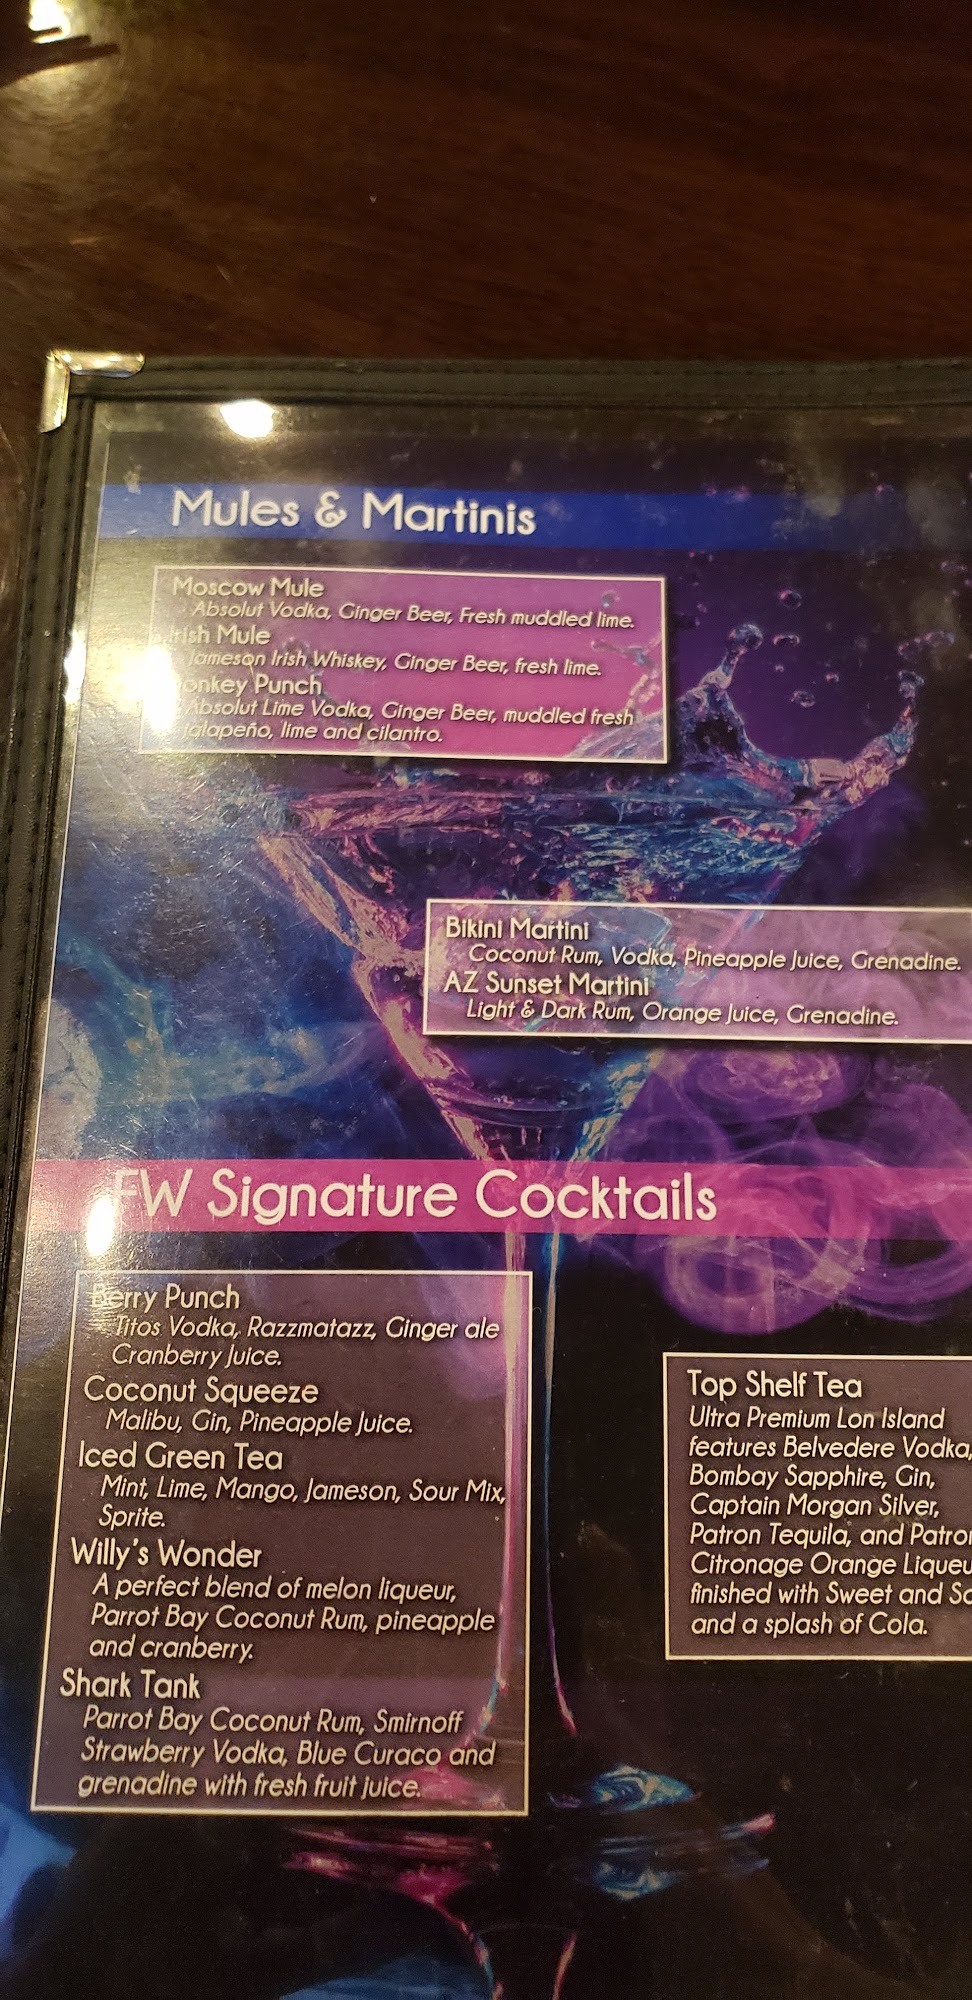 Mules & Martinis
Moscow Mule
Absolut Vodka, Ginger Beer, Fresh muddled lime.
Irish Mule
Jameson Irish Whiskey, Ginger Beer, fresh lime.
onkey Punch
Absolut Lime Vodka, Ginger Beer, muddled fresh
jalapeño, lime and cilantro.
Bikini Martini
Coconut Rum, Vodka, Pineapple Juice, Grenadine.
AZ Sunset Martini
Light & Dark Rum, Orange Juice, Grenadine.
FW Signature Cocktails
Berry Punch
Titos Vodka, Razzmatazz, Ginger ale
Cranberry Juice.
Coconut Squeeze
Malibu, Gin, Pineapple Juice.
Iced Green Tea
Mint, Lime, Mango, Jameson, Sour Mix,
Sprite.
Willy's Wonder
A perfect blend of melon liqueur,
Parrot Bay Coconut Rum, pineapple
and cranberry.
Shark Tank
Parrot Bay Coconut Rum, Smirnoff
Strawberry Vodka, Blue Curaco and
grenadine with fresh fruit juice.
Top Shelf Tea
Ultra Premium Lon Island
features Belvedere Vodka,
Bombay Sapphire, Gin,
Captain Morgan Silver,
Patron Tequila, and Patro
Citronage Orange Liqueu
finished with Sweet and So
and a splash of Cola.